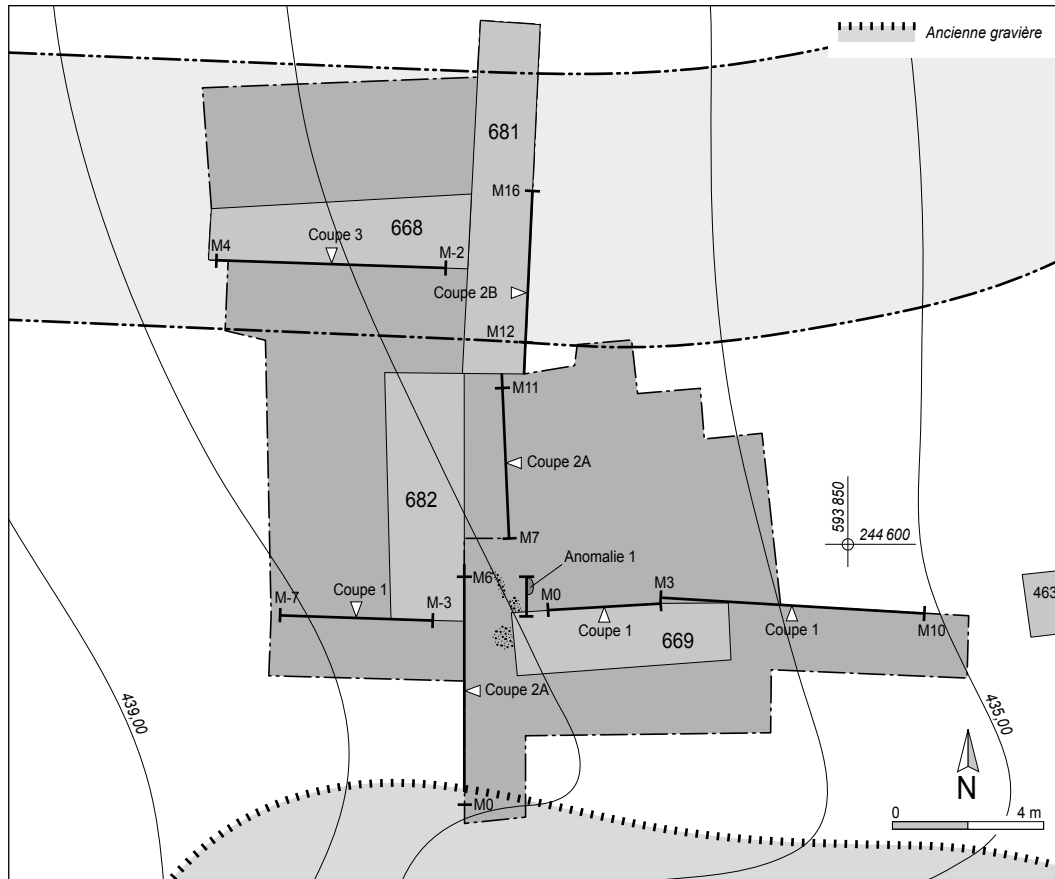 Ancienne gravière
681
M16
668
Coupe 3
M4
M-2
Coupe 2B
M12
M11
Coupe 2A
682
593 850
244 600
M7
Anomalie 1
M6
M3
M0
463
M-7
Coupe 1
M-3
Coupe 1
669
Coupe 1
M10
Coupe 2A
439,00
435,00
M0
N
0 4 m